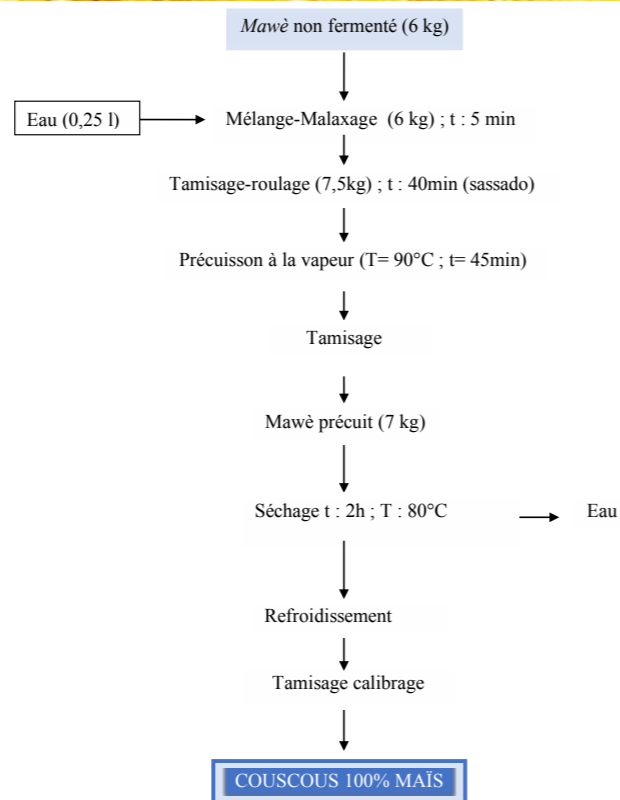 Mawè non fermenté (6 kg)
Eau (0,25 l)
Mélange-Malaxage (6 kg) ; t : 5 min
Tamisage-roulage (7,5kg) ; t : 40min (sassado)
Précuisson à la vapeur (T= 90°C ; t= 45min)
Tamisage
Mawè précuit (7 kg)
Séchage t : 2h ; T : 80°C
Eau
Refroidissement
Tamisage calibrage
COUSCOUS 100% MAÏS